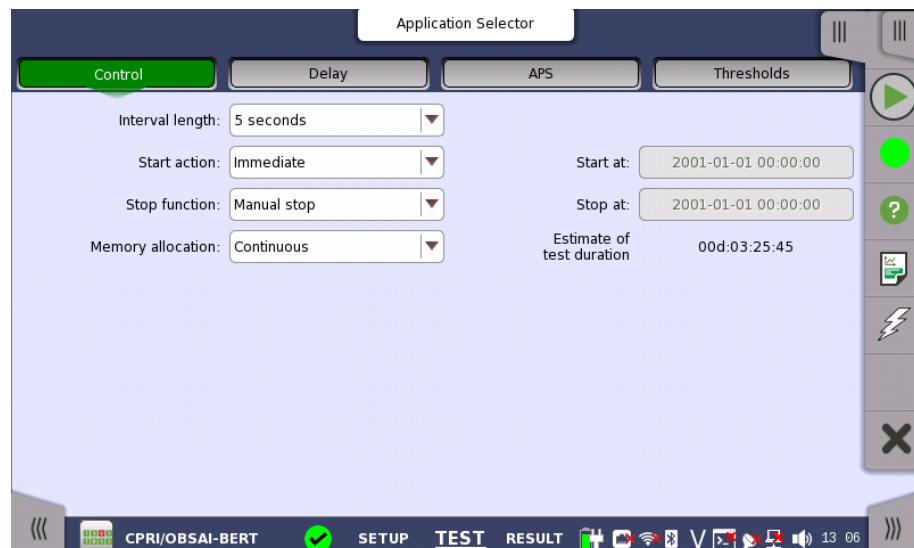 Application Selector
Control Delay APS Thresholds
Interval length: 5 seconds
Start action: Immediate Start at: 2001-01-01 00:00:00
Stop function: Manual stop Stop at: 2001-01-01 00:00:00
Memory allocation: Continuous Estimate of test duration 00d:03:25:45
CPRI/OBSAI-BERT SETUP TEST RESULT V 13 06